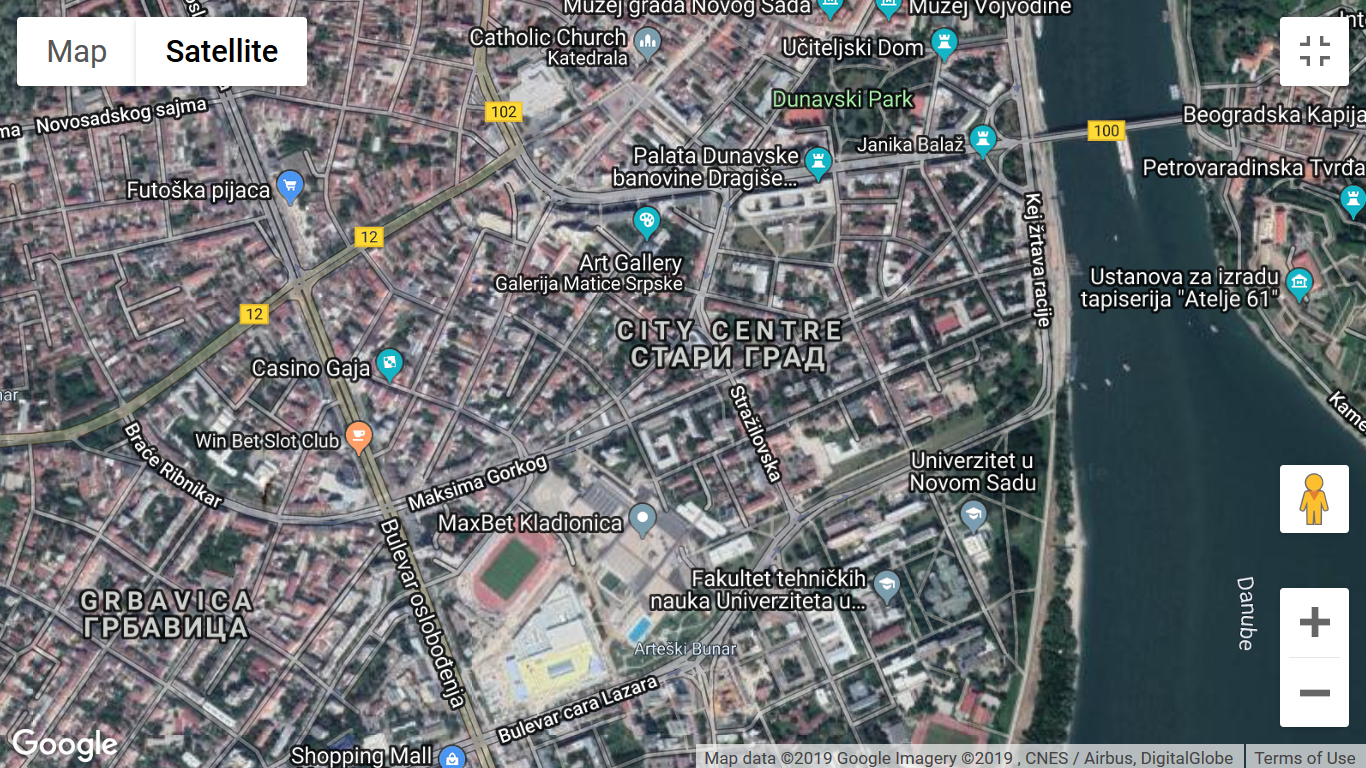 Muzej grada Novog Sada
Muzej Vojvodine
Map
Satellite
Catholic Church
Katedrala
Učiteljski Dom
Dunavski Park
Novosadskog sajma
102
100
Beogradska Kapija
Janika Balaž
Palata Dunavske
banovine Dragiše...
Petrovaradinska Tvrđa
Futoška pijaca
12
Kej žrtava racije
Art Gallery
Galerija Matice Srpske
Ustanova za izradu
tapiserija "Atelje 61"
12
CITY CENTRE
СТАРИ ГРАД
Casino Gaja
Stražilovska
Kame
Braće Ribnikar
Win Bet Slot Club
Maksima Gorkog
Univerzitet u
Novom Sadu
MaxBet Kladionica
Bulevar oslobođenja
Fakultet tehničkih
nauka Univerziteta u...
GRBAVICA
ГРБАВИЦА
Danube
Arteški Bunar
Bulevar cara Lazara
Google
Shopping Mall
Map data ©2019 Google Imagery ©2019 , CNES / Airbus, DigitalGlobe
Terms of Use